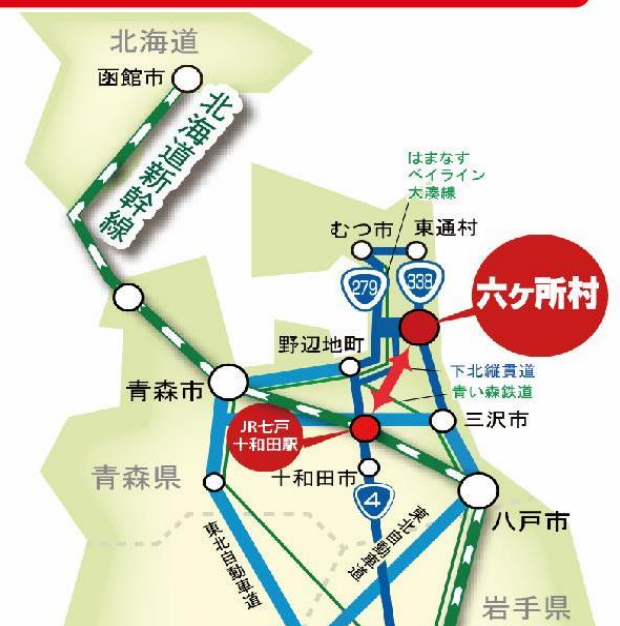 北海道
函館市
北海道新幹線
はまなす
ベイライン
大湊線
むつ市
東通村
279
338
六ヶ所村
野辺地町
下北縦貫道
青い森鉄道
青森市
JR七戸
十和田駅
三沢市
青森県
十和田市
4
八戸市
東北自動車道
東北自動車道
岩手県